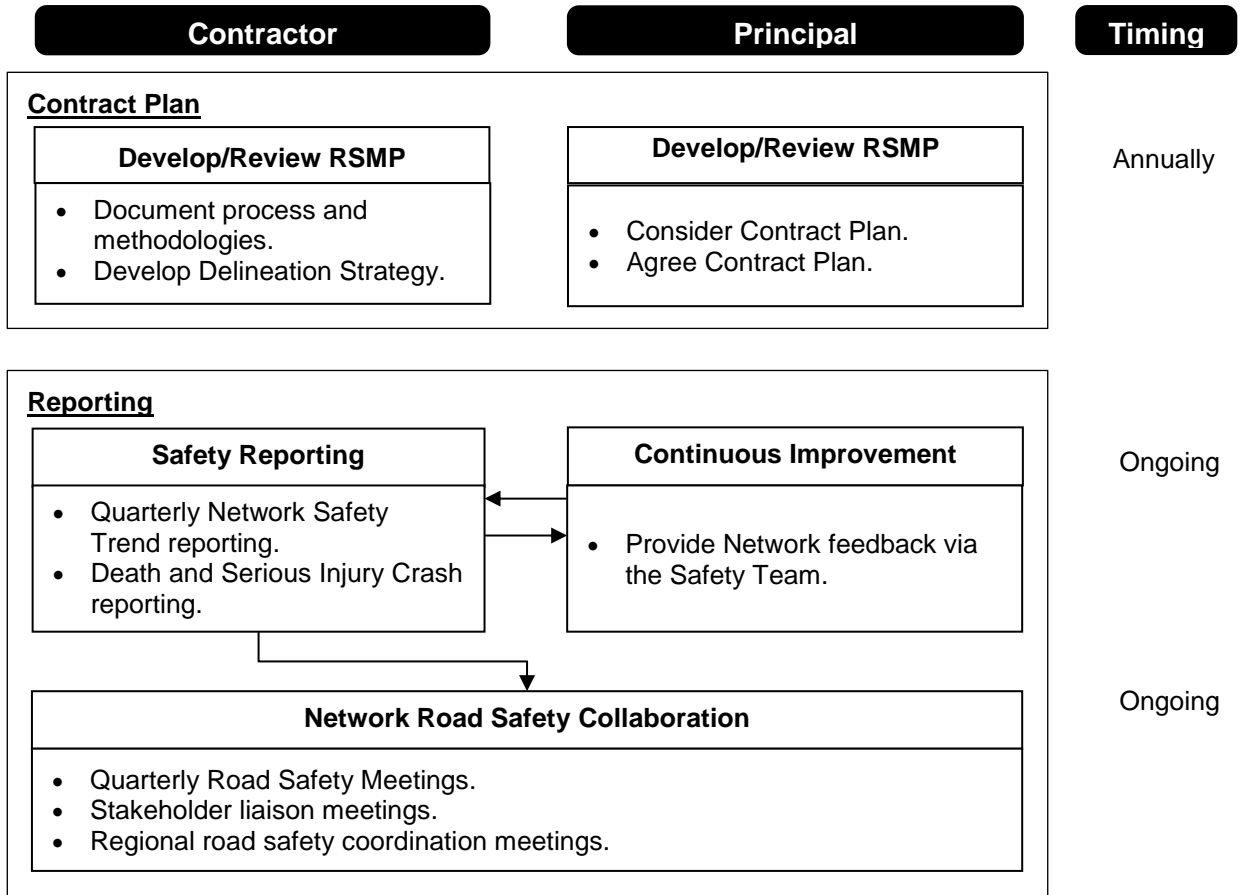 Contractor
Principal
Timing
Contract Plan
Develop/Review RSMP
• Document process and
methodologies.
• Develop Delineation Strategy.
Develop/Review RSMP
• Consider Contract Plan.
• Agree Contract Plan.
Annually
Reporting
Safety Reporting
• Quarterly Network Safety
Trend reporting.
• Death and Serious Injury Crash
reporting.
Continuous Improvement
• Provide Network feedback via
the Safety Team.
Ongoing
Network Road Safety Collaboration
• Quarterly Road Safety Meetings.
• Stakeholder liaison meetings.
• Regional road safety coordination meetings.
Ongoing